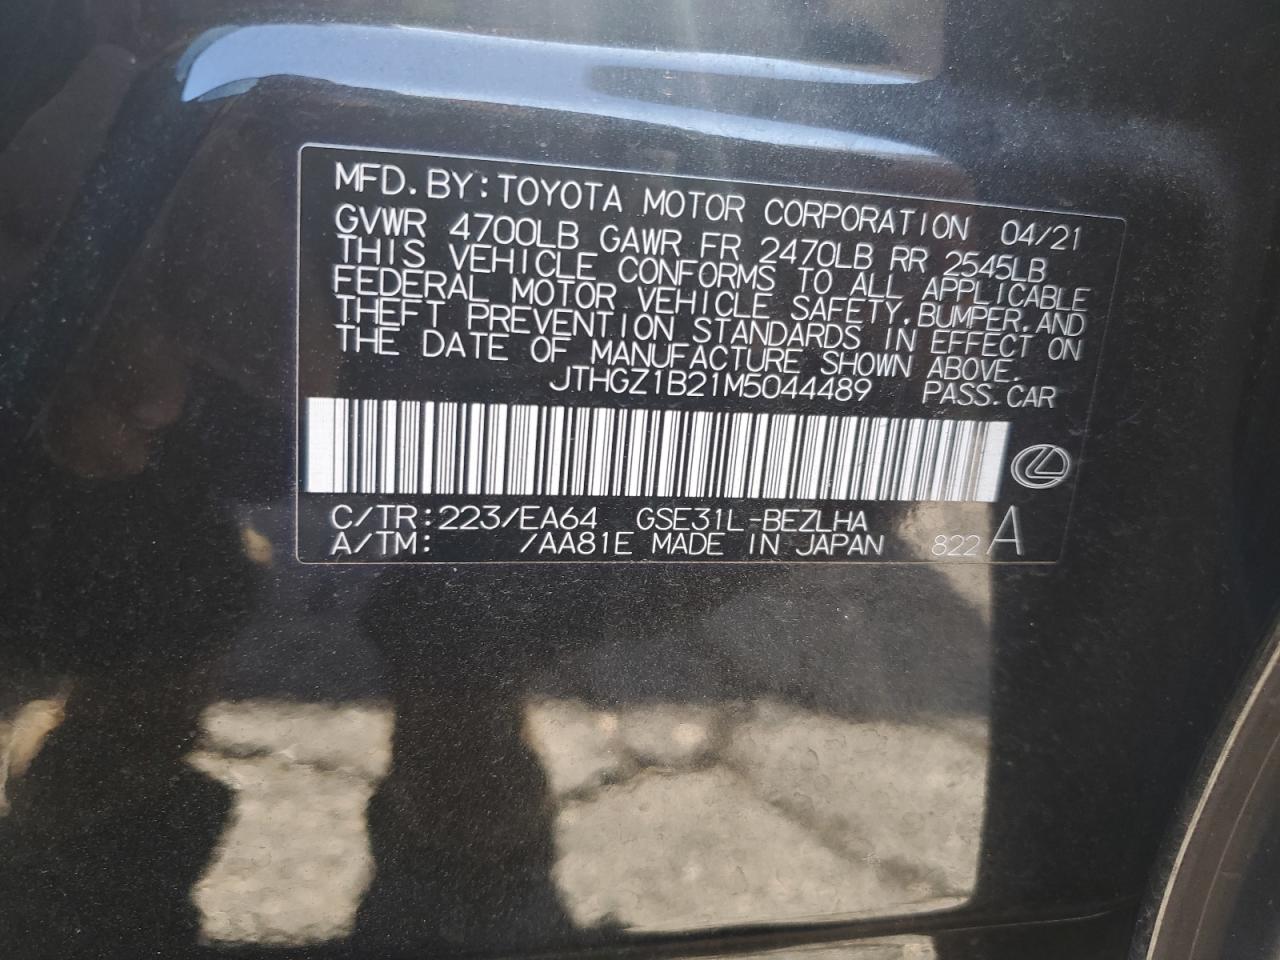 MFD. BY: TOYOTA MOTOR CORPORATION 04/21
GVWR 4700LB GAWR FR 2470LB RR 2545LB
THIS VEHICLE CONFORMS TO ALL APPLICABLE
FEDERAL MOTOR VEHICLE SAFETY, BUMPER, AND
THEFT PREVENTION STANDARDS IN EFFECT ON
THE DATE OF MANUFACTURE SHOWN ABOVE.
JTHGZ1B21M5044489 PASS. CAR
C/TR: 223/EA64 GSE31L-BEZLHA
A/TM: /AA81E MADE IN JAPAN 822 A